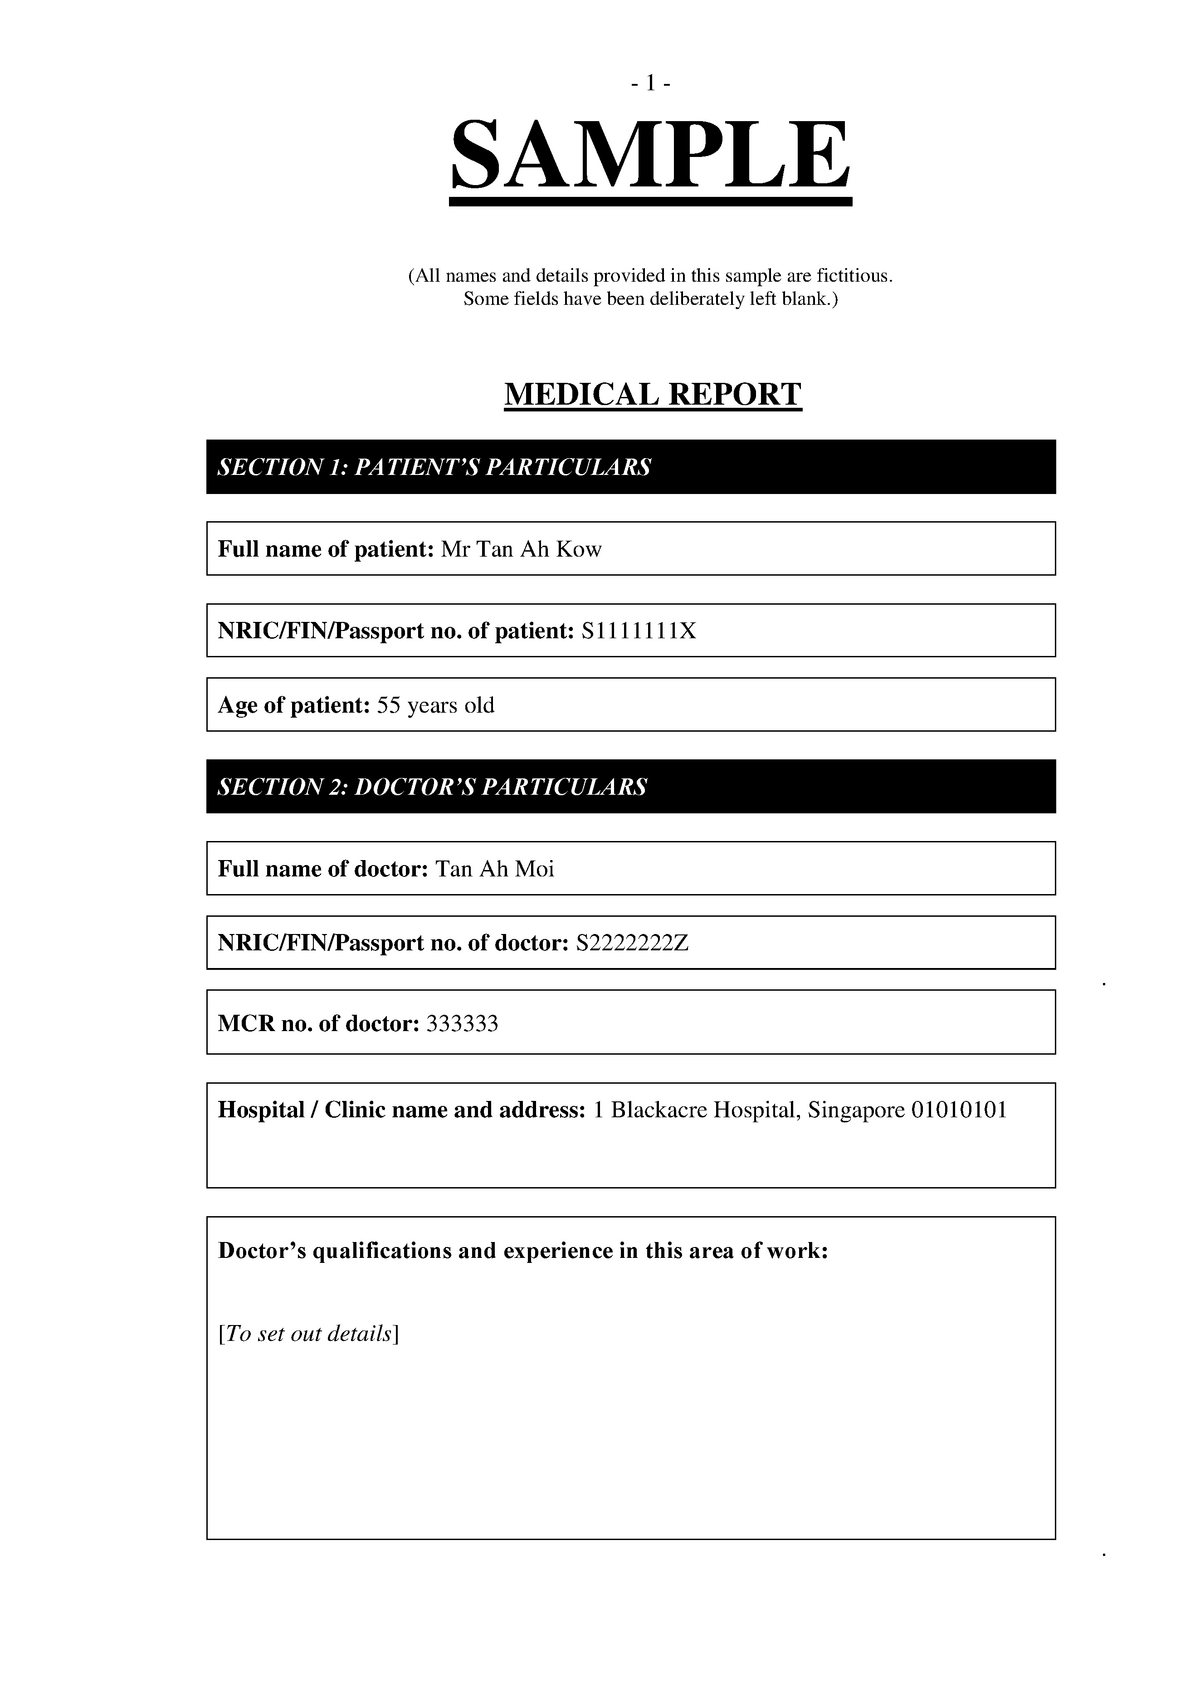 - 1 -
SAMPLE
(All names and details provided in this sample are fictitious.
Some fields have been deliberately left blank.)
MEDICAL REPORT
SECTION 1: PATIENT’S PARTICULARS
Full name of patient: Mr Tan Ah Kow
NRIC/FIN/Passport no. of patient: S1111111X
Age of patient: 55 years old
SECTION 2: DOCTOR’S PARTICULARS
Full name of doctor: Tan Ah Moi
NRIC/FIN/Passport no. of doctor: S2222222Z
.
MCR no. of doctor: 333333
Hospital / Clinic name and address: 1 Blackacre Hospital, Singapore 01010101
Doctor’s qualifications and experience in this area of work:
[To set out details]
.